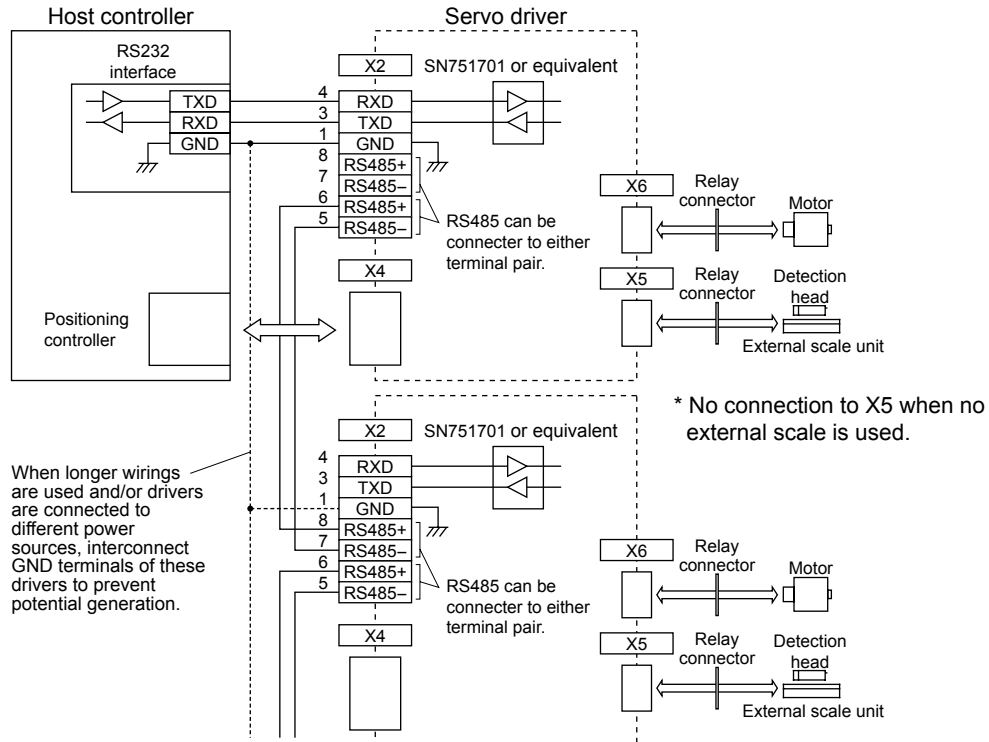 Host controller
Servo driver
RS232
interface
X2
SN751701 or equivalent
TXD
4
RXD
RXD
3
TXD
GND
1
GND
8
RS485+
7
RS485–
6
RS485+
5
RS485–
RS485 can be
connecter to either
terminal pair.
X4
Positioning
controller
X6
Relay
connector
Motor
X5
Relay
connector
Detection
head
External scale unit
* No connection to X5 when no
external scale is used.
When longer wirings
are used and/or drivers
are connected to
different power
sources, interconnect
GND terminals of these
drivers to prevent
potential generation.
X2
SN751701 or equivalent
4
RXD
3
TXD
1
GND
8
RS485+
7
RS485–
6
RS485+
5
RS485–
RS485 can be
connecter to either
terminal pair.
X4
X6
Relay
connector
Motor
X5
Relay
connector
Detection
head
External scale unit